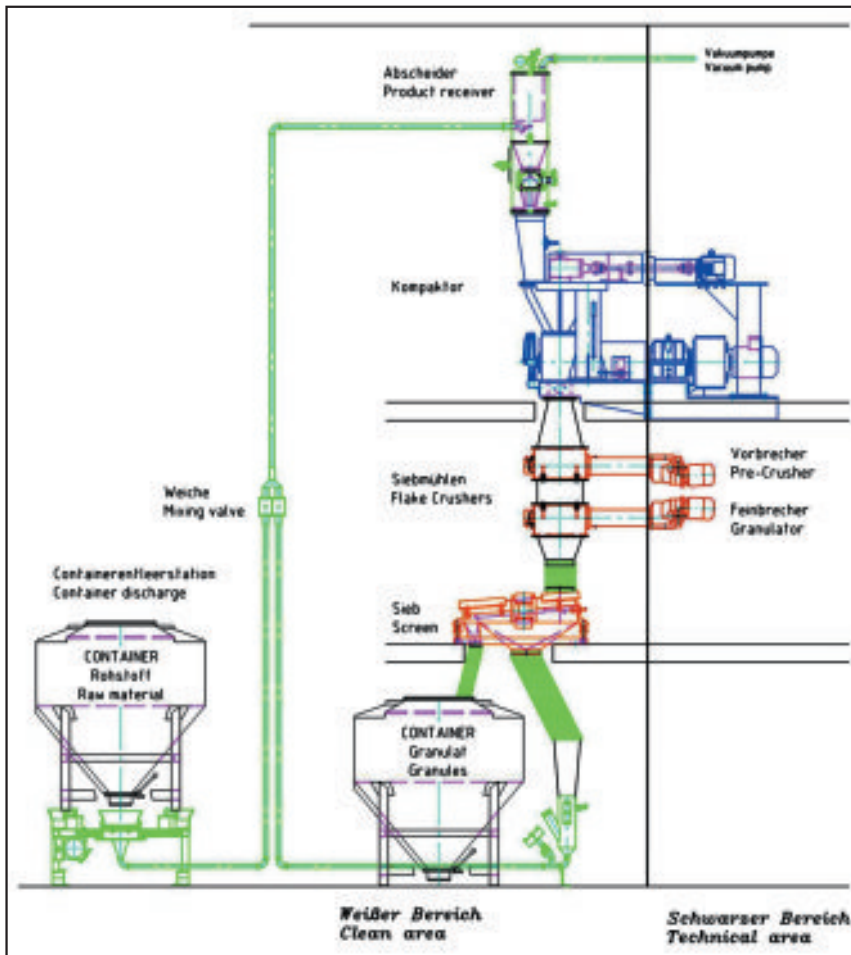 Vakuumpumpe
Vacuum pump
Abscheider
Product receiver
Kompaktor
Vorbrecher
Pre-Crusher
Siebmühlen
Flake Crushers
Feinbrecher
Granulator
Weiche
Mixing valve
Containerentleerstation
Container discharge
Sieb
Screen
CONTAINER
Rohstoff
Raw material
CONTAINER
Granulat
Granules
Weißer Bereich
Clean area
Schwarzer Bereich
Technical area